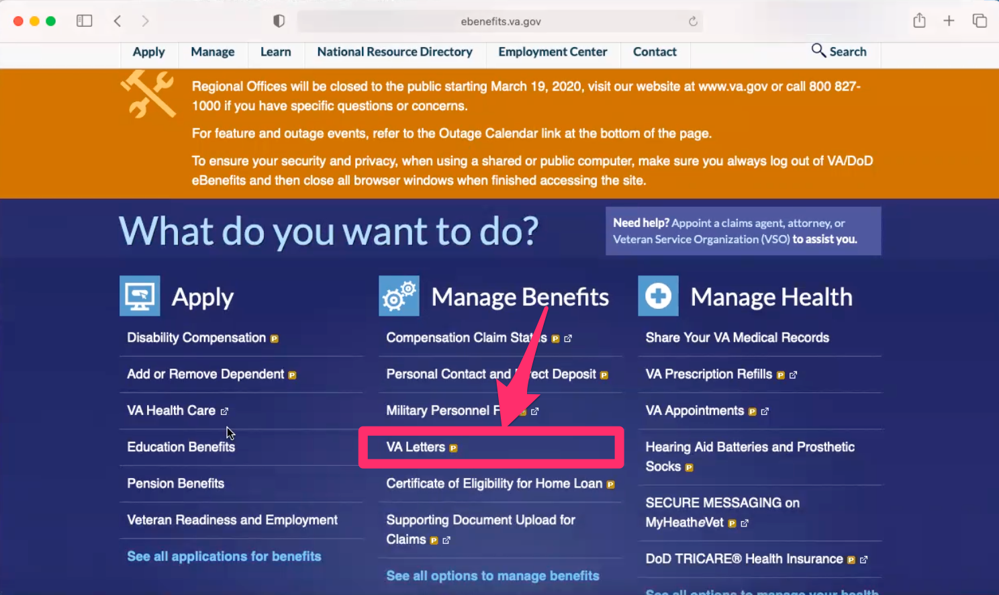 ebenefits.va.gov
Apply
Manage
Learn
National Resource Directory
Employment Center
Contact
Search
Regional Offices will be closed to the public starting March 19, 2020, visit our website at www.va.gov or call 800 827-
1000 if you have specific questions or concerns.
For feature and outage events, refer to the Outage Calendar link at the bottom of the page.
To ensure your security and privacy, when using a shared or public computer, make sure you always log out of VA/DoD
eBenefits and then close all browser windows when finished accessing the site.
What do you want to do?
Need help? Appoint a claims agent, attorney, or
Veteran Service Organization (VSO) to assist you.
Apply
Disability Compensation P
Add or Remove Dependent P
VA Health Care
Education Benefits
Pension Benefits
Veteran Readiness and Employment
See all applications for benefits
Manage Benefits
Compensation Claim Status P
Personal Contact and Direct Deposit P
Military Personnel
VA Letters P
Certificate of Eligibility for Home Loan P
Supporting Document Upload for
Claims P
See all options to manage benefits
Manage Health
Share Your VA Medical Records
VA Prescription Refills P
VA Appointments P
Hearing Aid Batteries and Prosthetic
Socks P
SECURE MESSAGING on
MyHeatheVet P
DoD TRICARE® Health Insurance P
See all options to manage your health